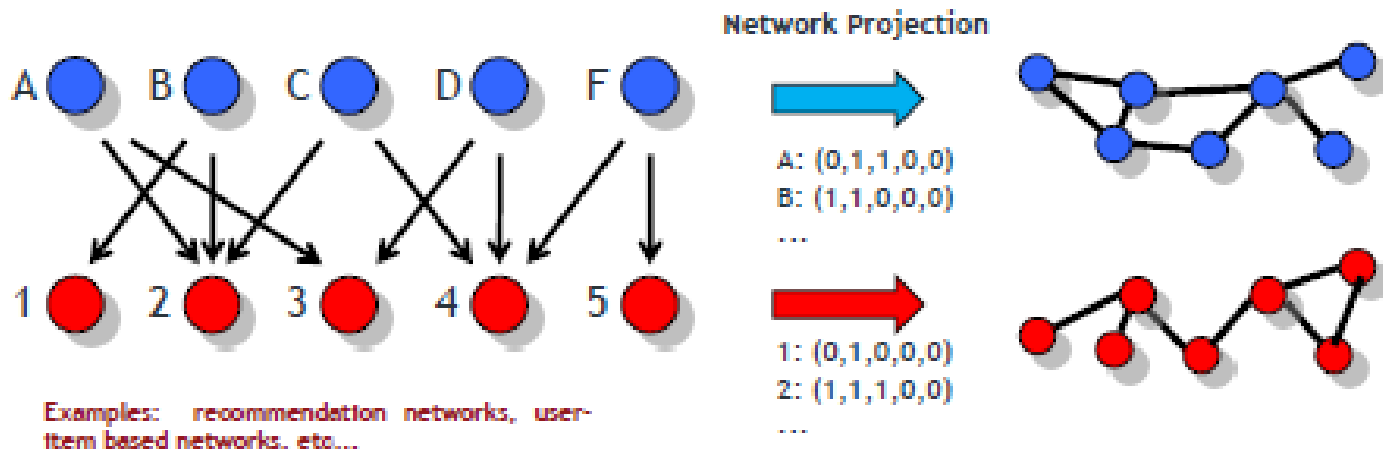 Network Projection
A B C D F
A: (0,1,1,0,0)
B: (1,1,0,0,0)
...
1 2 3 4 5
1: (0,1,0,0,0)
2: (1,1,1,0,0)
...
Examples: recommendation networks, user-
item based networks, etc...